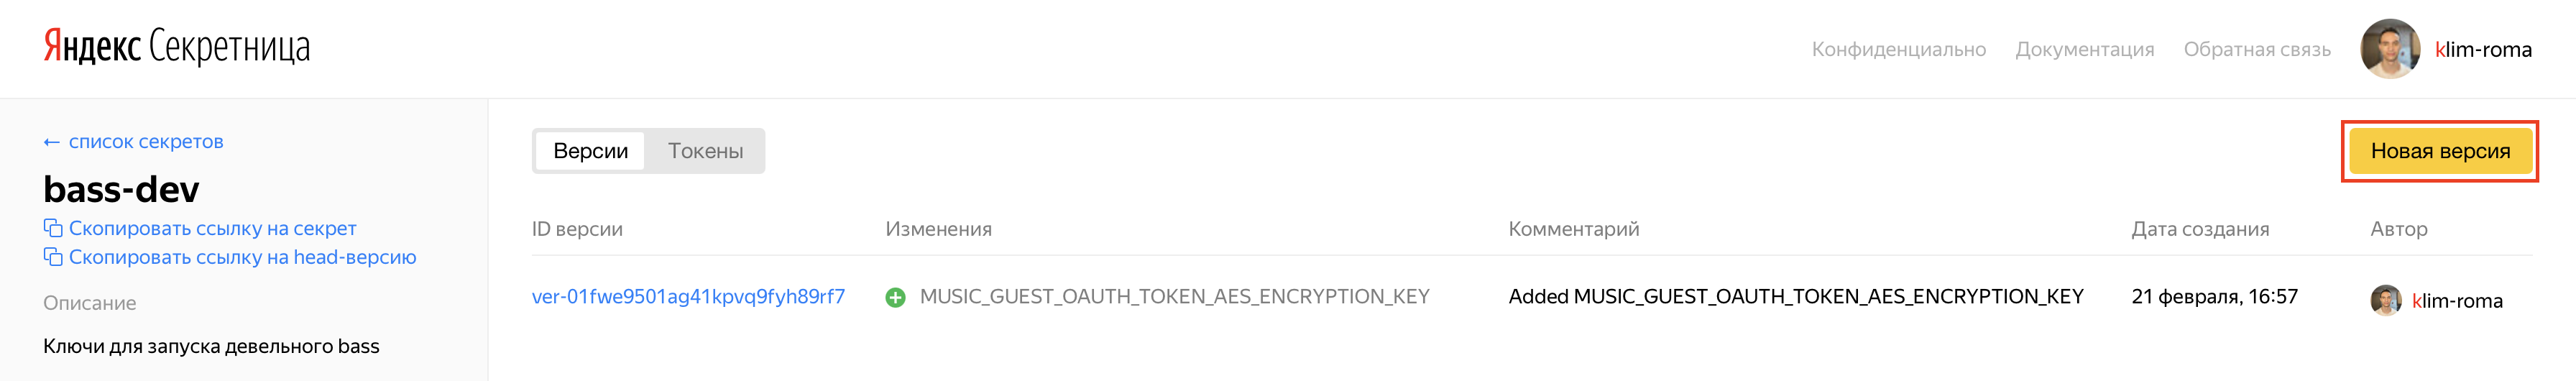 Яндекс Секретница
Конфиденциально Документация Обратная связь klim-roma
← список секретов
bass-dev
Скопировать ссылку на секрет
Скопировать ссылку на head-версию
Описание
Ключи для запуска девельного bass
Версии Токены
Новая версия
ID версии Изменения Комментарий Дата создания Автор
ver-01fwe9501ag41kpvq9fyh89rf7 MUSIC_GUEST_OAUTH_TOKEN_AES_ENCRYPTION_KEY Added MUSIC_GUEST_OAUTH_TOKEN_AES_ENCRYPTION_KEY 21 февраля, 16:57 klim-roma